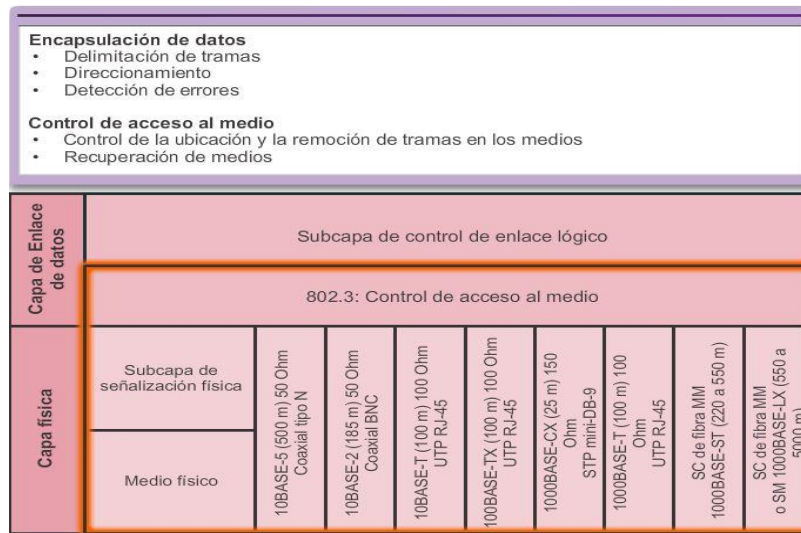 Encapsulación de datos
• Delimitación de tramas
• Direccionamiento
• Detección de errores
Control de acceso al medio
• Control de la ubicación y la remoción de tramas en los medios
• Recuperación de medios
Capa de Enlace
de datos
Subcapa de control de enlace lógico
802.3: Control de acceso al medio
Capa física
Subcapa de
señalización física
Medio físico
10BASE-5 (500 m) 50 Ohm
Coaxial tipo N
10BASE-2 (185 m) 50 Ohm
Coaxial BNC
10BASE-T (100 m) 100 Ohm
UTP RJ-45
100BASE-TX (100 m) 100 Ohm
UTP RJ-45
1000BASE-CX (25 m) 150
Ohm
STP mini-DB-9
1000BASE-T (100 m) 100
Ohm
UTP RJ-45
SC de fibra MM
1000BASE-ST (220 a 550 m)
SC de fibra MM
o SM 1000BASE-LX (550 a
5000 m)